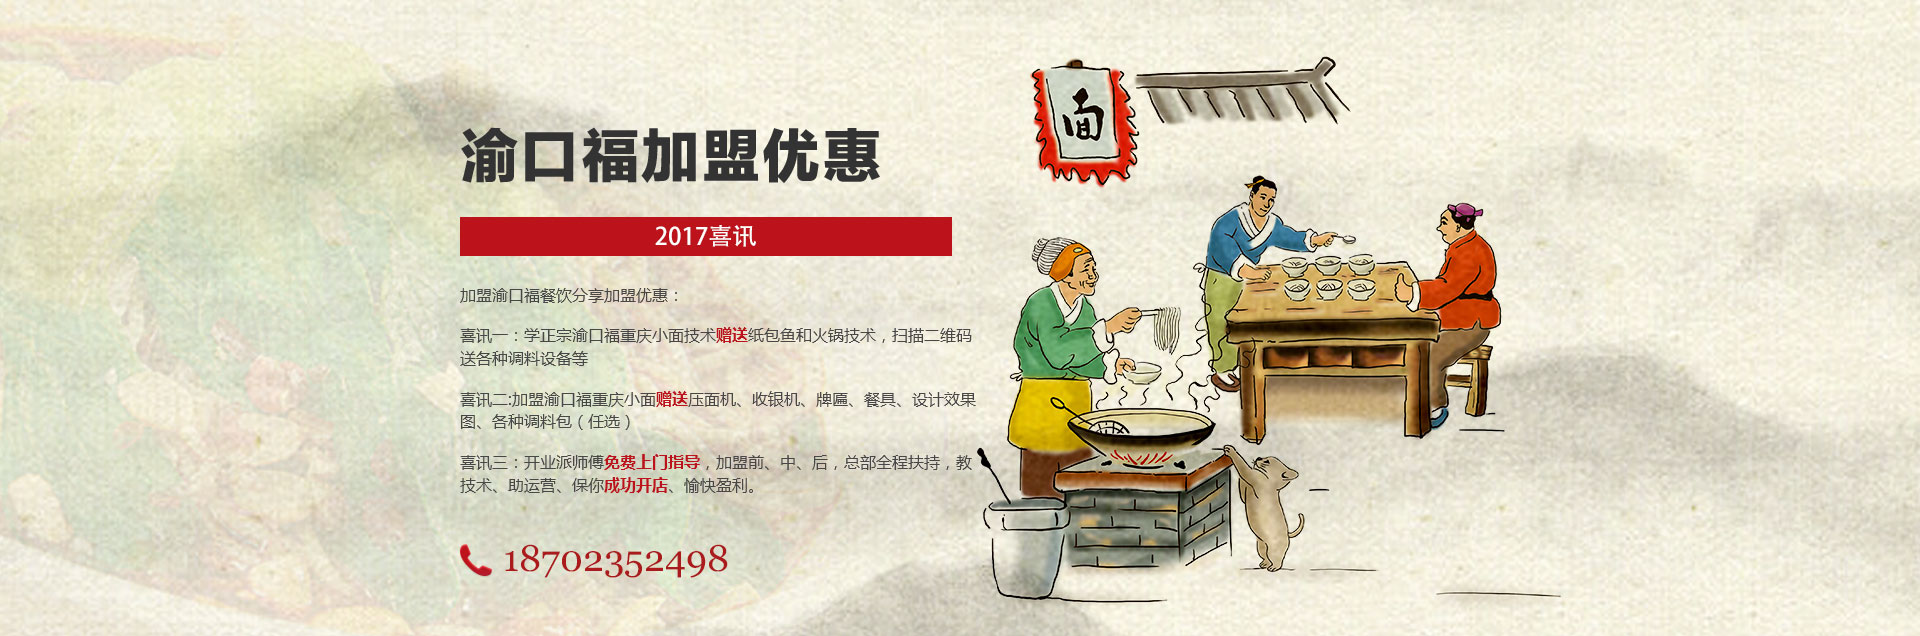 渝口福加盟优惠
2017喜讯
加盟渝口福餐饮分享加盟优惠：
喜讯一：学正宗渝口福重庆小面技术赠送纸包鱼和火锅技术，扫描二维码
送各种调料设备等
喜讯二:加盟渝口福重庆小面赠送压面机、收银机、牌匾、餐具、设计效果
图、各种调料包（任选）
喜讯三：开业派师傅免费上门指导，加盟前、中、后，总部全程扶持，教
技术、助运营、保你成功开店、愉快盈利。
18702352498
面